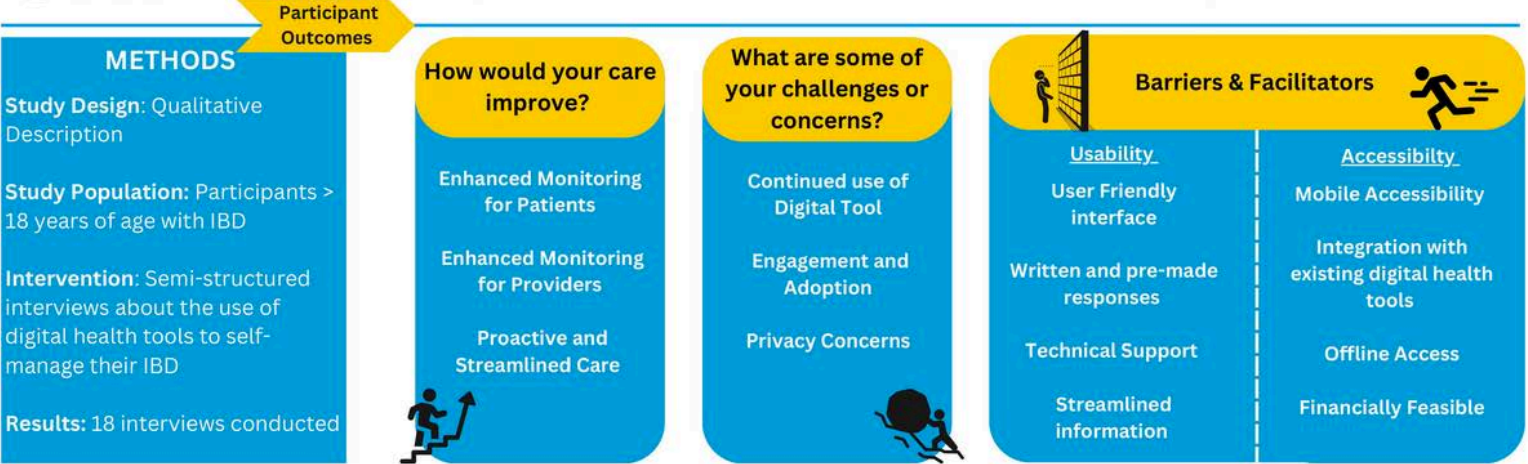 Participant
Outcomes
METHODS
Study Design: Qualitative
Description
Study Population: Participants >
18 years of age with IBD
Intervention: Semi-structured
interviews about the use of
digital health tools to self-
manage their IBD
Results: 18 interviews conducted
How would your care
improve?
Enhanced Monitoring
for Patients
Enhanced Monitoring
for Providers
Proactive and
Streamlined Care
What are some of
your challenges or
concerns?
Continued use of
Digital Tool
Engagement and
Adoption
Privacy Concerns
Barriers & Facilitators
Usability
User Friendly
interface
Written and pre-made
responses
Technical Support
Streamlined
information
Accessibilty
Mobile Accessibility
Integration with
existing digital health
tools
Offline Access
Financially Feasible